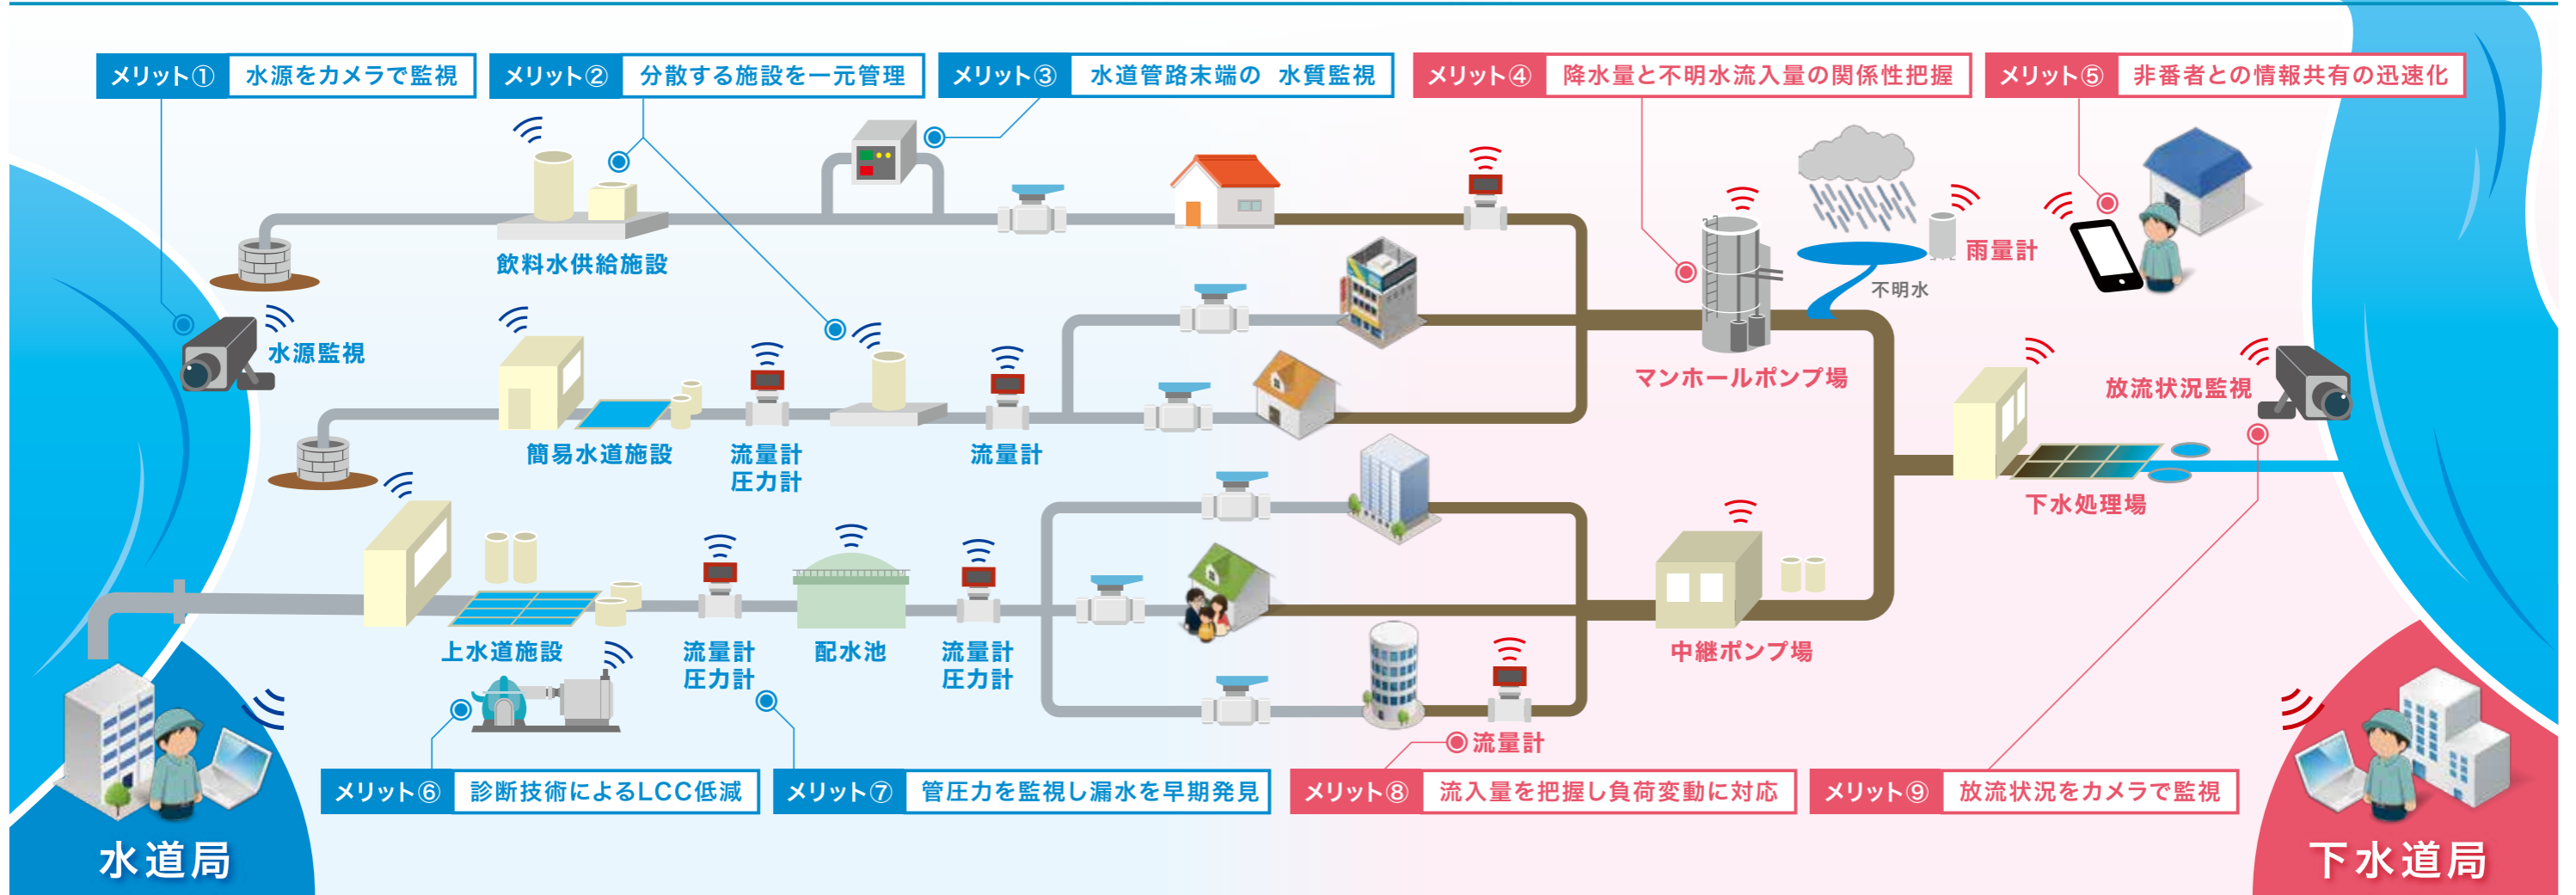 メリット① 水源をカメラで監視
メリット② 分散する施設を一元管理
メリット③ 水道管路末端の 水質監視
メリット④ 降水量と不明水流入量の関係性把握
メリット⑤ 非番者との情報共有の迅速化
飲料水供給施設
雨量計
不明水
水源監視
マンホールポンプ場
放流状況監視
簡易水道施設
流量計
圧力計
流量計
下水処理場
上水道施設
流量計
圧力計
配水池
流量計
圧力計
中継ポンプ場
流量計
メリット⑥ 診断技術によるLCC低減
メリット⑦ 管圧力を監視し漏水を早期発見
メリット⑧ 流入量を把握し負荷変動に対応
メリット⑨ 放流状況をカメラで監視
水道局
下水道局